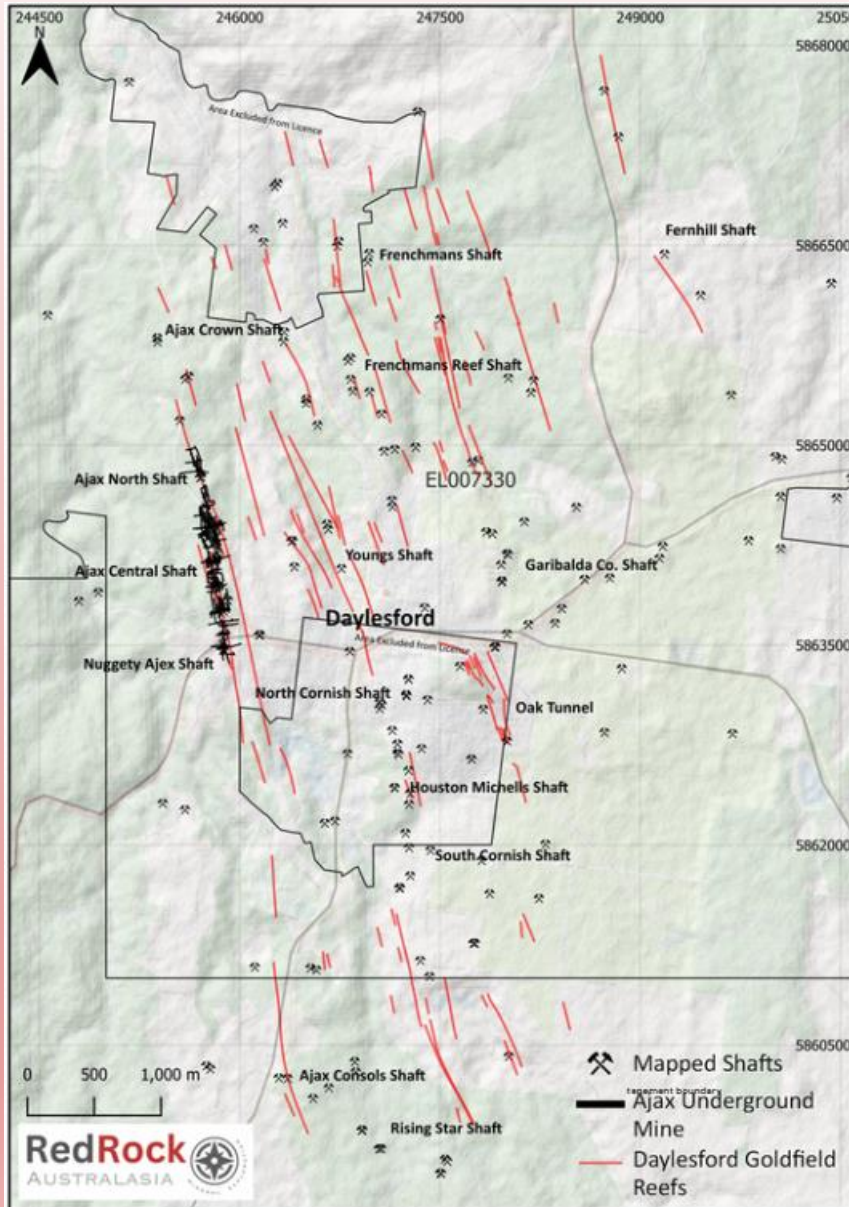 244500 246000 247500 249000 2505
N
5868000
Area Excluded from Licence
5866500
Fernhill Shaft
Frenchmans Shaft
Ajax Crown Shaft
Frenchmans Reef Shaft
5865000
Ajax North Shaft
EL007330
Youngs Shaft
Garibalda Co. Shaft
Ajax Central Shaft
Daylesford
Area Excluded from License
5863500
Nuggety Ajex Shaft
North Cornish Shaft
Oak Tunnel
Houston Michells Shaft
5862000
South Cornish Shaft
5860500
0 500 1,000 m
Ajax Consols Shaft
Rising Star Shaft
Mapped Shafts
tenement boundary
Ajax Underground
Mine
Daylesford Goldfield
Reefs
RedRock
AUSTRALASIA